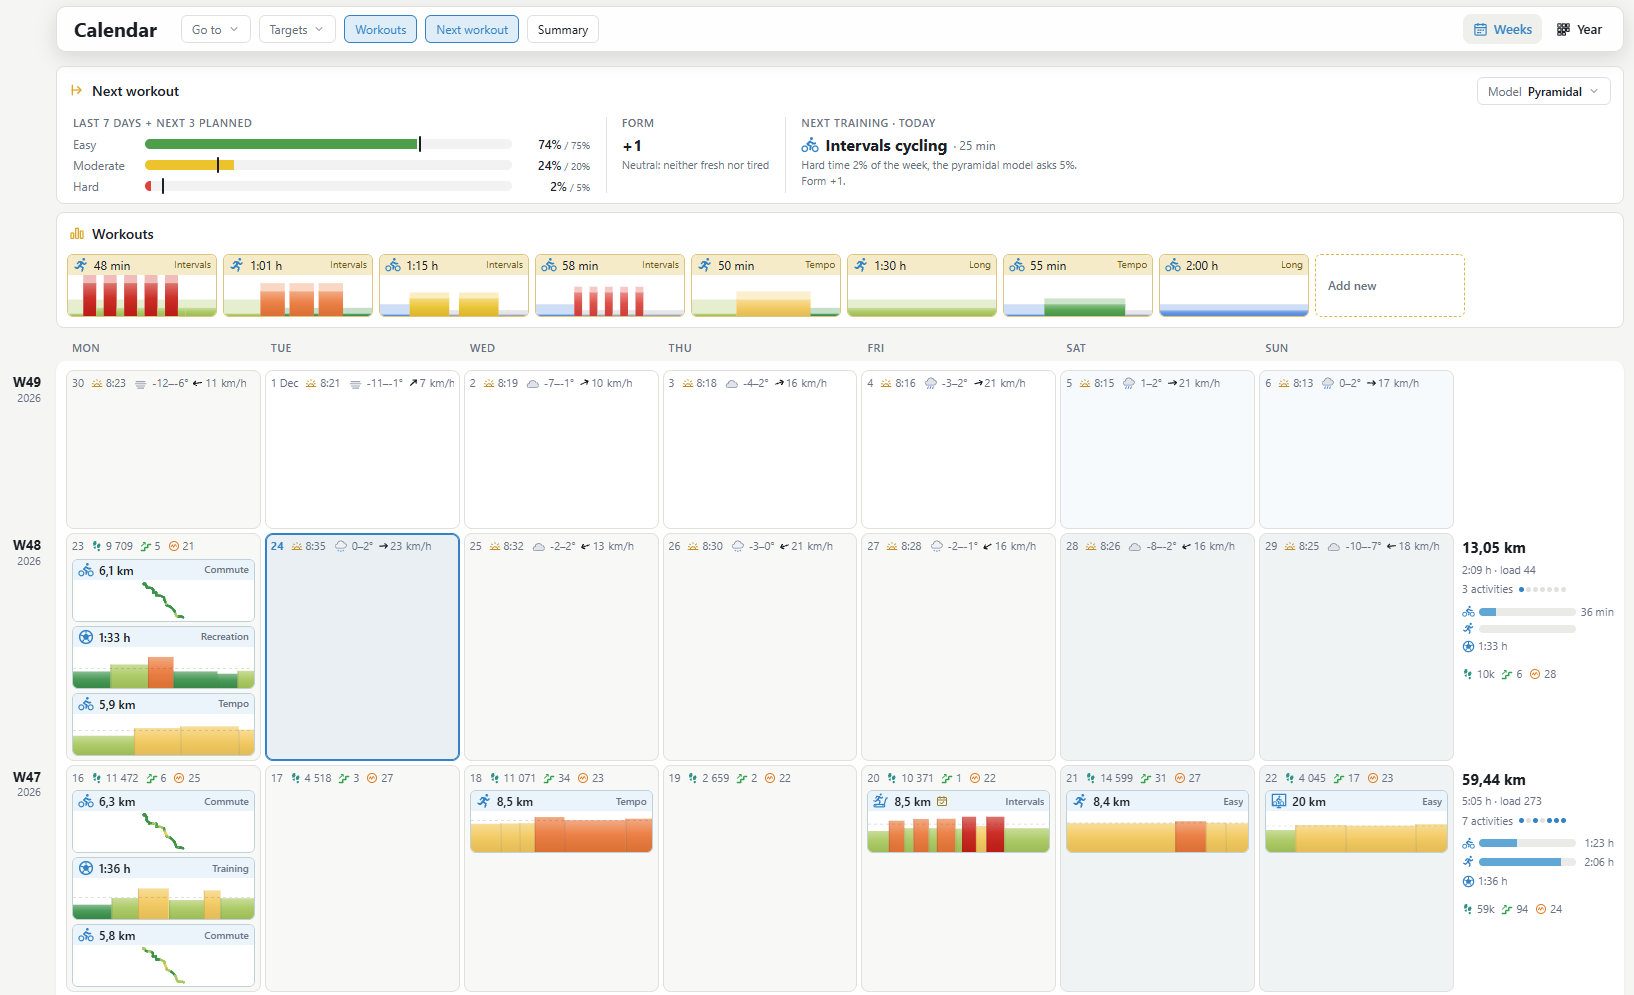 Calendar Go to Targets Workouts Next workout Summary Weeks Year
Next workout Model Pyramidal
LAST 7 DAYS + NEXT 3 PLANNED
Easy 74% / 75%
Moderate 24% / 20%
Hard 2% / 5%
FORM
+1
Neutral: neither fresh nor tired
NEXT TRAINING · TODAY
Intervals cycling · 25 min
Hard time 2% of the week, the pyramidal model asks 5%.
Form +1.
Workouts
48 min Intervals
1:01 h Intervals
1:15 h Intervals
58 min Intervals
50 min Tempo
1:30 h Long
55 min Tempo
2:00 h Long
Add new
MON TUE WED THU FRI SAT SUN
W49
2026
30 8:23 -12–-6° 11 km/h
1 Dec 8:21 -11–-1° 7 km/h
2 8:19 -7–-1° 10 km/h
3 8:18 -4–2° 16 km/h
4 8:16 -3–2° 21 km/h
5 8:15 1–2° 21 km/h
6 8:13 0–2° 17 km/h
W48
2026
23 9 709 5 21
6,1 km Commute
1:33 h Recreation
5,9 km Tempo
24 8:35 0–2° 23 km/h
25 8:32 -2–2° 13 km/h
26 8:30 -3–0° 21 km/h
27 8:28 -2–-1° 16 km/h
28 8:26 -8–-2° 16 km/h
29 8:25 -10–-7° 18 km/h
13,05 km
2:09 h · load 44
3 activities
36 min
1:33 h
10k 6 28
W47
2026
16 11 472 6 25
6,3 km Commute
1:36 h Training
5,8 km Commute
17 4 518 3 27
18 11 071 34 23
8,5 km Tempo
19 2 659 2 22
20 10 371 1 22
8,5 km Intervals
21 14 599 31 27
8,4 km Easy
22 4 045 17 23
20 km Easy
59,44 km
5:05 h · load 273
7 activities
1:23 h
2:06 h
1:36 h
59k 94 24